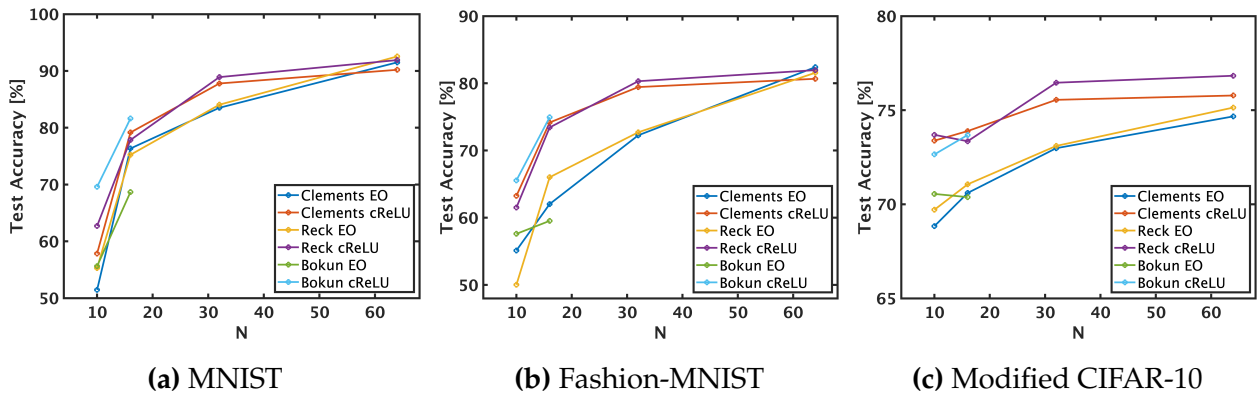 100
90
80
70
60
50
Test Accuracy [%]
10 20 30 40 50 60
N
Clements EO
Clements cReLU
Reck EO
Reck cReLU
Bokun EO
Bokun cReLU
(a) MNIST
90
80
70
60
50
Test Accuracy [%]
10 20 30 40 50 60
N
Clements EO
Clements cReLU
Reck EO
Reck cReLU
Bokun EO
Bokun cReLU
(b) Fashion-MNIST
80
75
70
65
Test Accuracy [%]
10 20 30 40 50 60
N
Clements EO
Clements cReLU
Reck EO
Reck cReLU
Bokun EO
Bokun cReLU
(c) Modified CIFAR-10